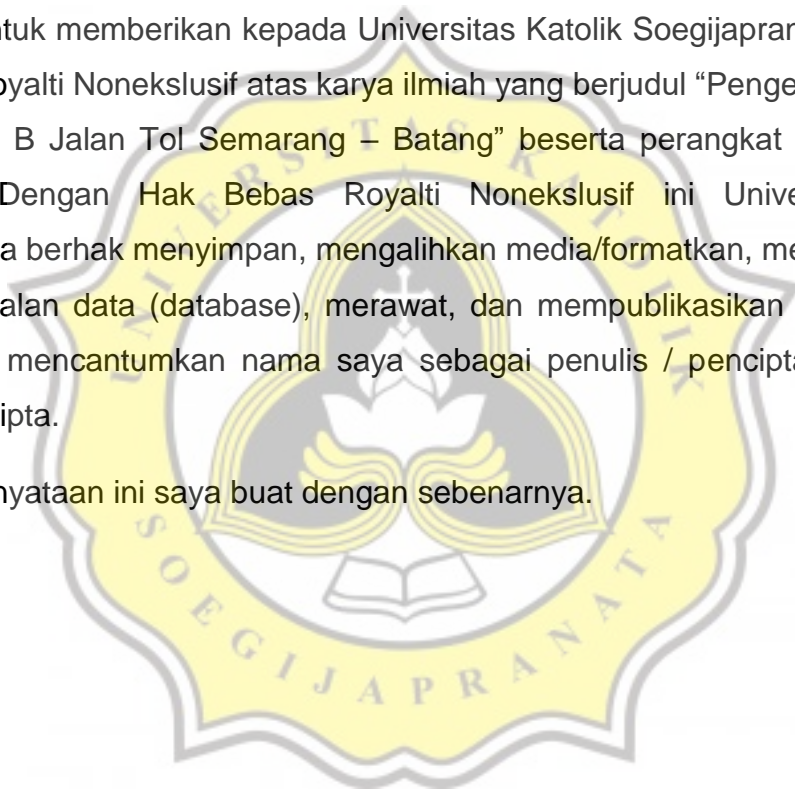 ntuk memberikan kepada Universitas Katolik Soegijapran
oyalti Nonekslusif atas karya ilmiah yang berjudul “Penge
B Jalan Tol Semarang – Batang” beserta perangkat
Dengan Hak Bebas Royalti Nonekslusif ini Unive
a berhak menyimpan, mengalihkan media/formatkan, me
alan data (database), merawat, dan mempublikasikan
mencantumkan nama saya sebagai penulis / pencipta
ipta.
nyataan ini saya buat dengan sebenarnya.
UNIVERSITAS KATOLIK
SOEGIJAPRANATA